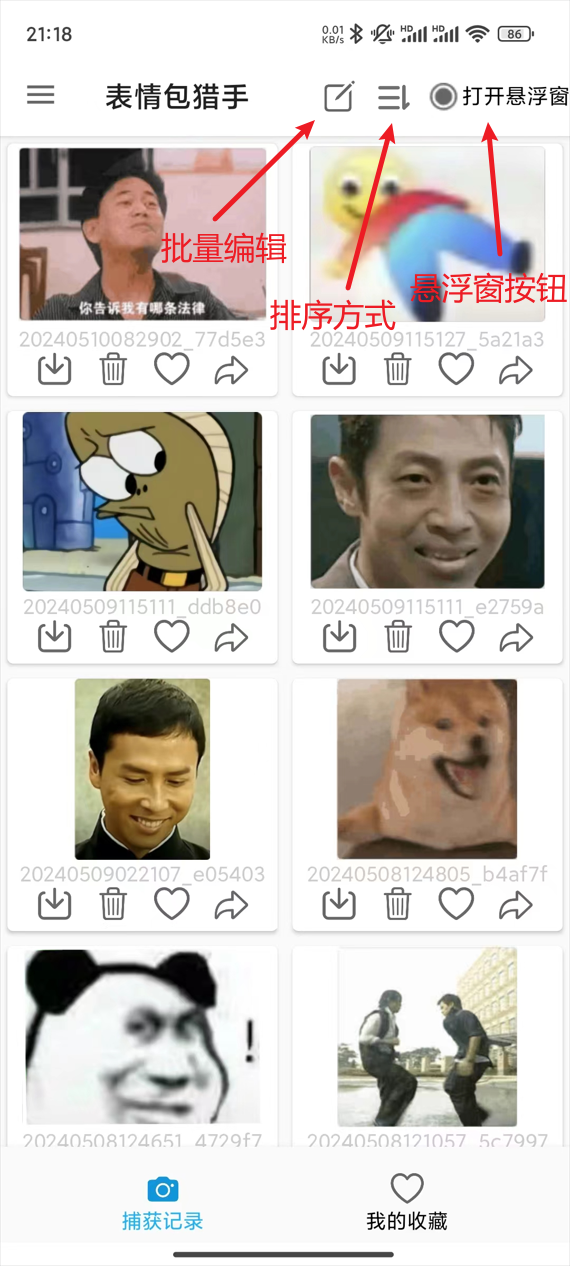 21:18
0.01
KB/s
HD
HD
86
表情包猎手
打开悬浮窗
批量编辑
排序方式
悬浮窗按钮
你告诉我有哪条法律
20240510082902_77d5e3
20240509115127_5a21a3
20240509115111_ddb8e0
20240509115111_e2759a
20240509022107_e05403
20240508124805_b4af7f
!
20240508124651_4729f7
20240508121057_5c7997
捕获记录
我的收藏